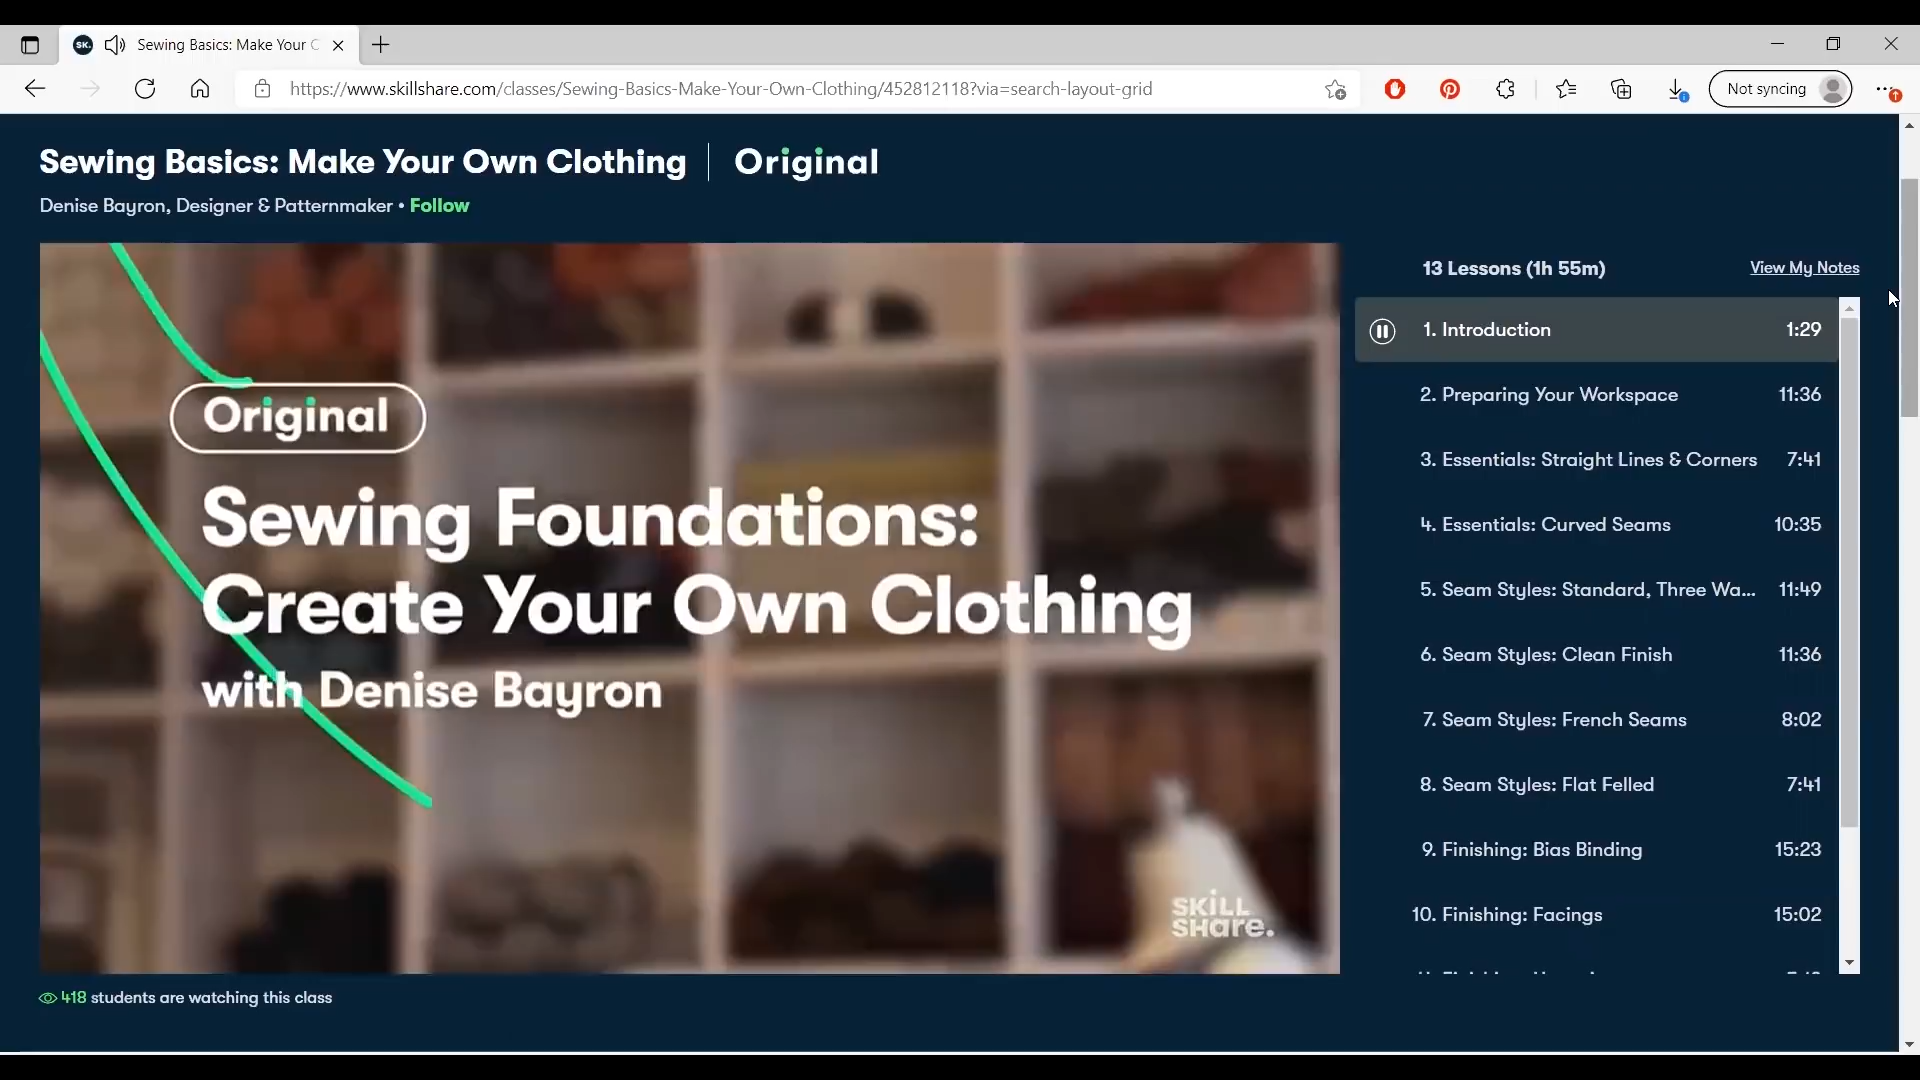 SK.
Sewing Basics: Make Your C
https://www.skillshare.com/classes/Sewing-Basics-Make-Your-Own-Clothing/452812118?via=search-layout-grid
Not syncing
Sewing Basics: Make Your Own Clothing | Original
Denise Bayron, Designer & Patternmaker • Follow
Original
Sewing Foundations:
Create Your Own Clothing
with Denise Bayron
SKiLL
SHare.
13 Lessons (1h 55m) View My Notes
1. Introduction 1:29
2. Preparing Your Workspace 11:36
3. Essentials: Straight Lines & Corners 7:41
4. Essentials: Curved Seams 10:35
5. Seam Styles: Standard, Three Wa... 11:49
6. Seam Styles: Clean Finish 11:36
7. Seam Styles: French Seams 8:02
8. Seam Styles: Flat Felled 7:41
9. Finishing: Bias Binding 15:23
10. Finishing: Facings 15:02
418 students are watching this class